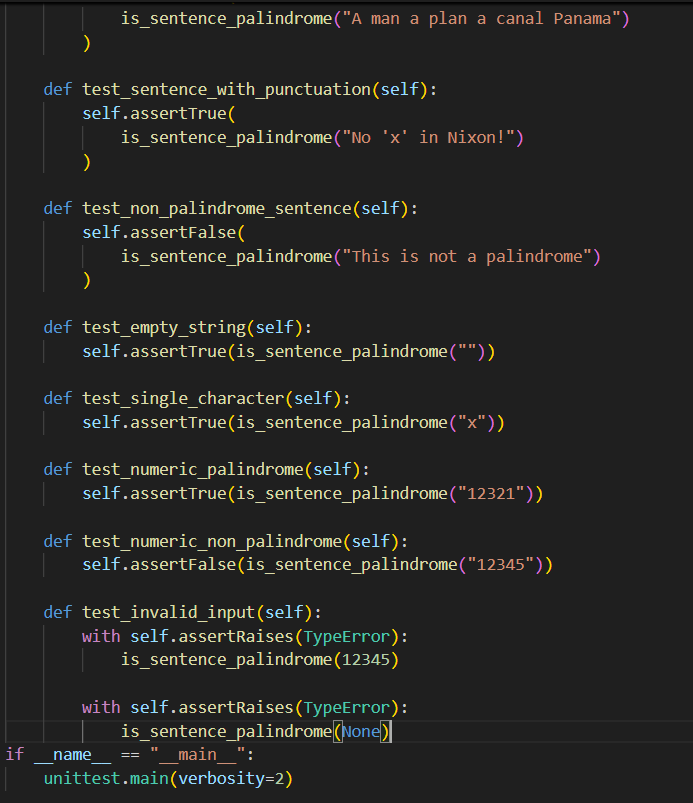 is_sentence_palindrome("A man a plan a canal Panama")
)
def test_sentence_with_punctuation(self):
self.assertTrue(
is_sentence_palindrome("No 'x' in Nixon!")
)
def test_non_palindrome_sentence(self):
self.assertFalse(
is_sentence_palindrome("This is not a palindrome")
)
def test_empty_string(self):
self.assertTrue(is_sentence_palindrome(""))
def test_single_character(self):
self.assertTrue(is_sentence_palindrome("x"))
def test_numeric_palindrome(self):
self.assertTrue(is_sentence_palindrome("12321"))
def test_numeric_non_palindrome(self):
self.assertFalse(is_sentence_palindrome("12345"))
def test_invalid_input(self):
with self.assertRaises(TypeError):
is_sentence_palindrome(12345)
with self.assertRaises(TypeError):
is_sentence_palindrome(None)
if __name__ == "__main__":
unittest.main(verbosity=2)